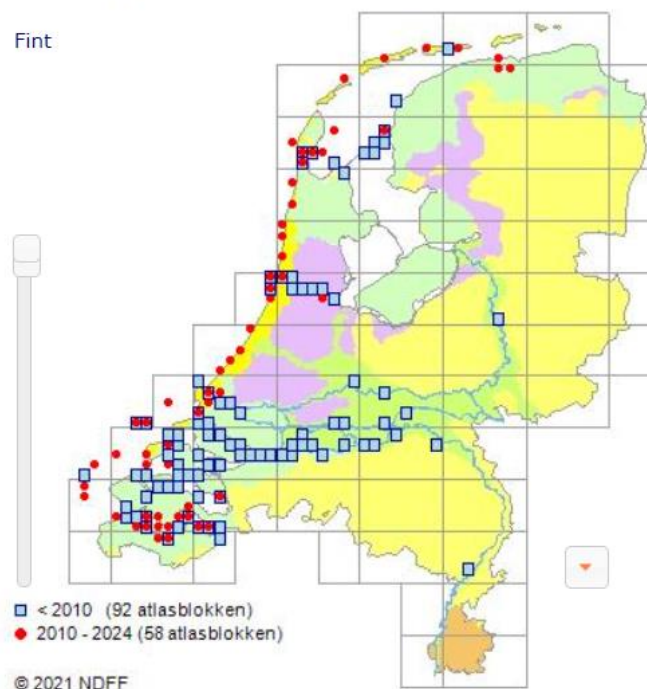 Fint
< 2010 (92 atlasblokken)
2010 - 2024 (58 atlasblokken)
© 2021 NDFF